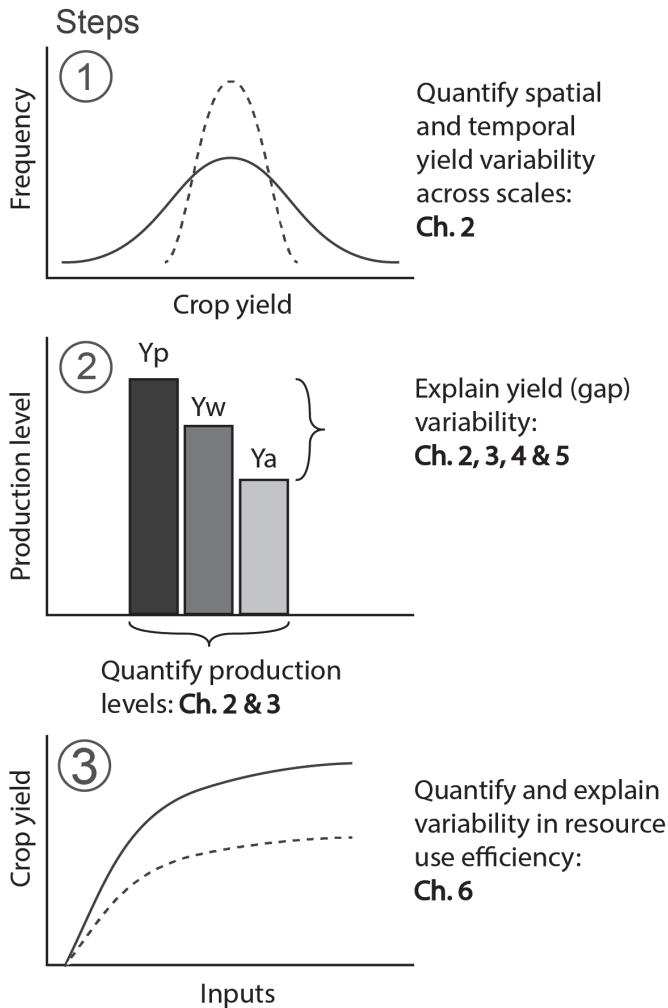 Steps
1
Frequency
Crop yield
Quantify spatial
and temporal
yield variability
across scales:
Ch. 2
2
Production level
Yp
Yw
Ya
Explain yield (gap)
variability:
Ch. 2, 3, 4 & 5
Quantify production
levels: Ch. 2 & 3
3
Crop yield
Inputs
Quantify and explain
variability in resource
use efficiency:
Ch. 6